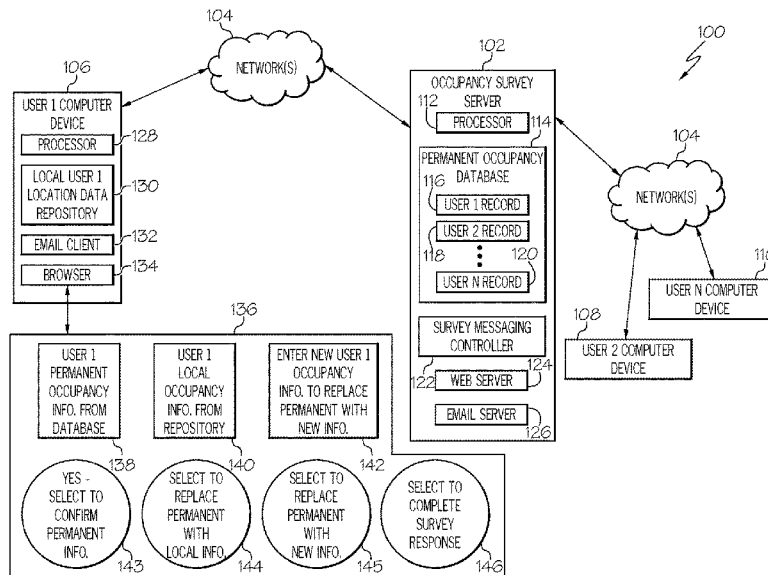 100
104
NETWORK(S)
106
USER 1 COMPUTER
DEVICE
PROCESSOR
128
LOCAL USER 1
LOCATION DATA
REPOSITORY
130
EMAIL CLIENT
132
BROWSER
134
102
OCCUPANCY SURVEY
SERVER
112
PROCESSOR
114
PERMANENT OCCUPANCY
DATABASE
116
USER 1 RECORD
118
USER 2 RECORD
120
USER N RECORD
SURVEY MESSAGING
CONTROLLER
122
124
WEB SERVER
EMAIL SERVER
126
104
NETWORK(S)
USER N COMPUTER
DEVICE
108
USER 2 COMPUTER
DEVICE
136
USER 1
PERMANENT
OCCUPANCY
INFO. FROM
DATABASE
138
USER 1
LOCAL
OCCUPANCY
INFO. FROM
REPOSITORY
140
ENTER NEW USER 1
OCCUPANCY
INFO. TO REPLACE
PERMANENT WITH
NEW INFO.
142
YES -
SELECT TO
CONFIRM
PERMANENT
INFO.
143
SELECT TO
REPLACE
PERMANENT
WITH
LOCAL INFO.
144
SELECT TO
REPLACE
PERMANENT
WITH
NEW INFO.
145
SELECT TO
COMPLETE
SURVEY
RESPONSE
146